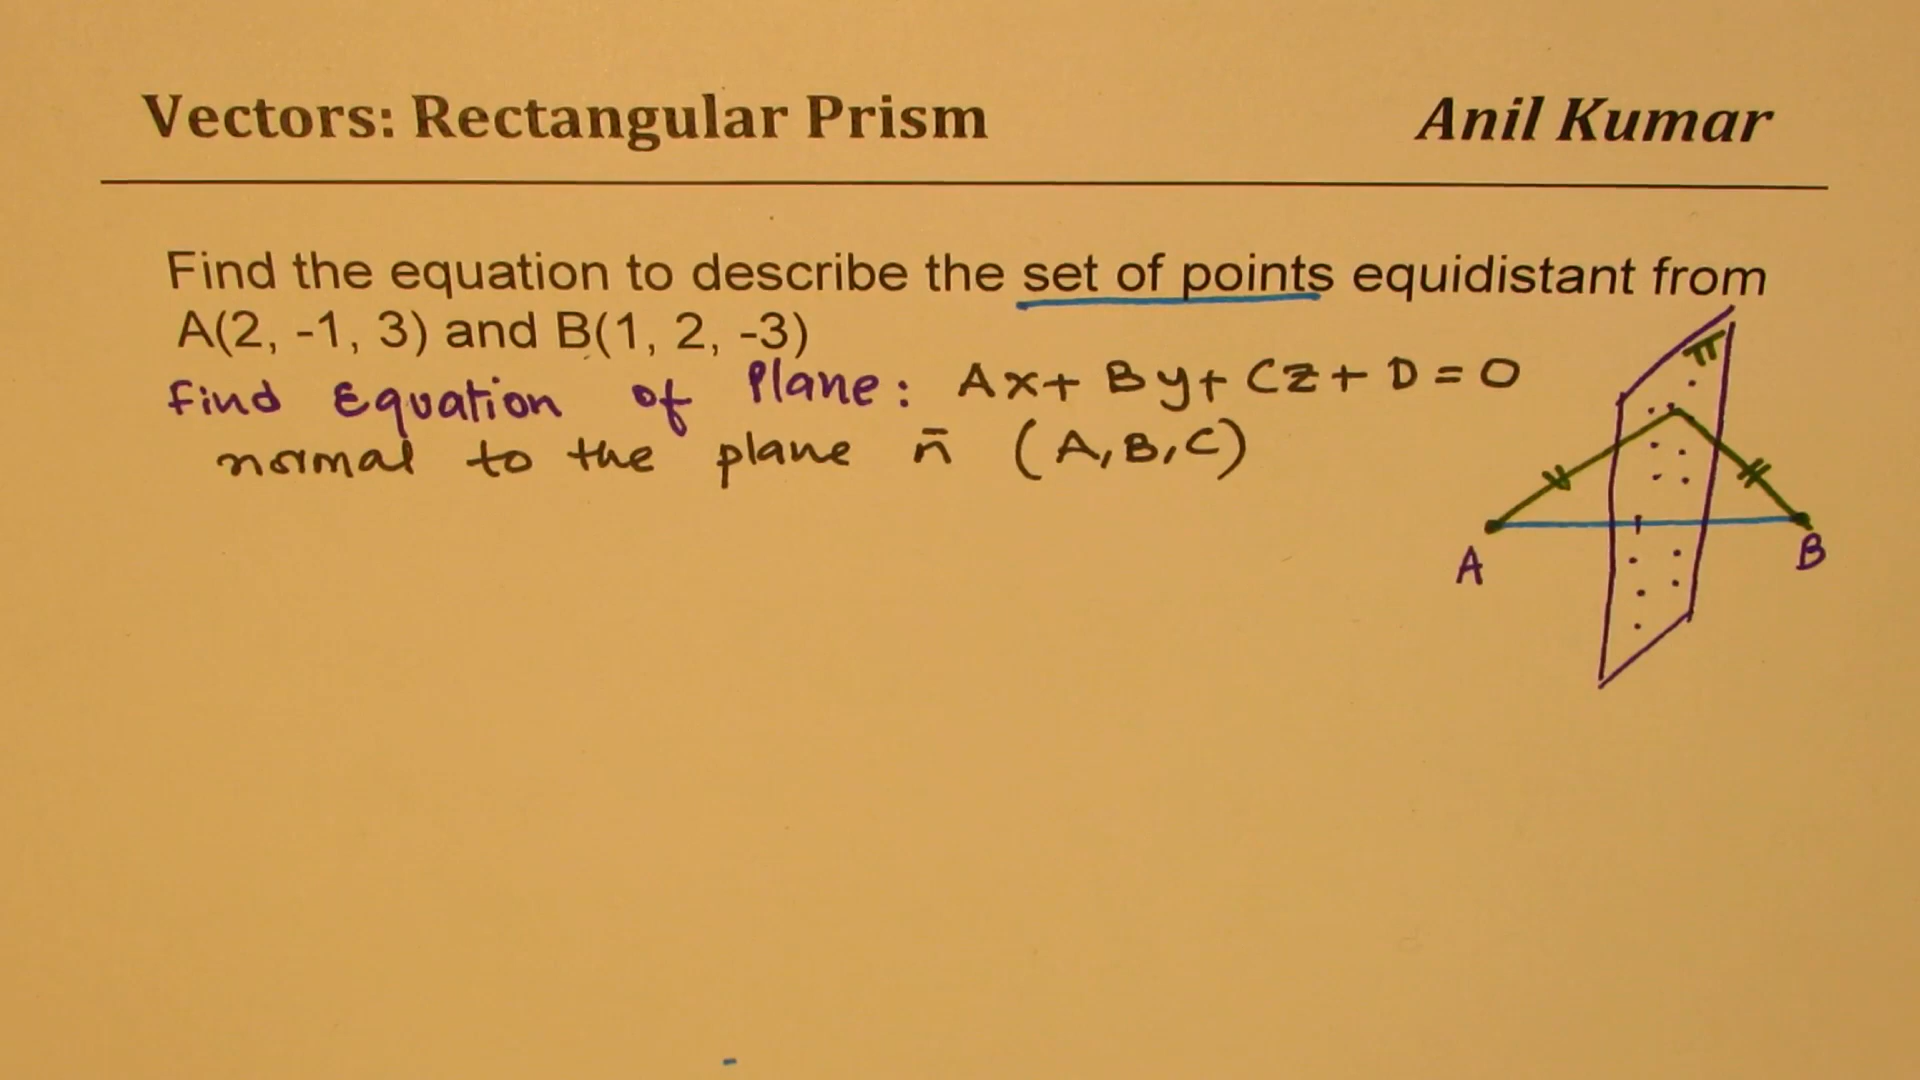 Vectors: Rectangular Prism Anil Kumar
Find the equation to describe the set of points equidistant from
A(2, -1, 3) and B(1, 2, -3)
Find Equation of Plane: Ax + By + Cz + D = 0
normal to the plane n̄ (A, B, C)
π
A B